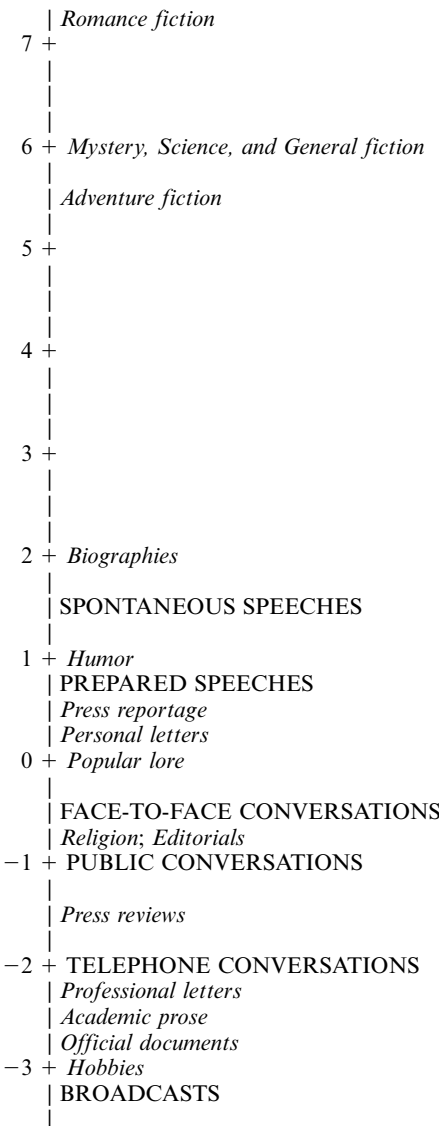 | Romance fiction
7 +
|
|
|
6 + Mystery, Science, and General fiction
|
| Adventure fiction
|
5 +
|
|
|
4 +
|
|
|
3 +
|
|
|
2 + Biographies
|
| SPONTANEOUS SPEECHES
|
1 + Humor
| PREPARED SPEECHES
| Press reportage
| Personal letters
0 + Popular lore
|
| FACE-TO-FACE CONVERSATIONS
| Religion; Editorials
−1 + PUBLIC CONVERSATIONS
|
| Press reviews
|
−2 + TELEPHONE CONVERSATIONS
| Professional letters
| Academic prose
| Official documents
−3 + Hobbies
| BROADCASTS
|